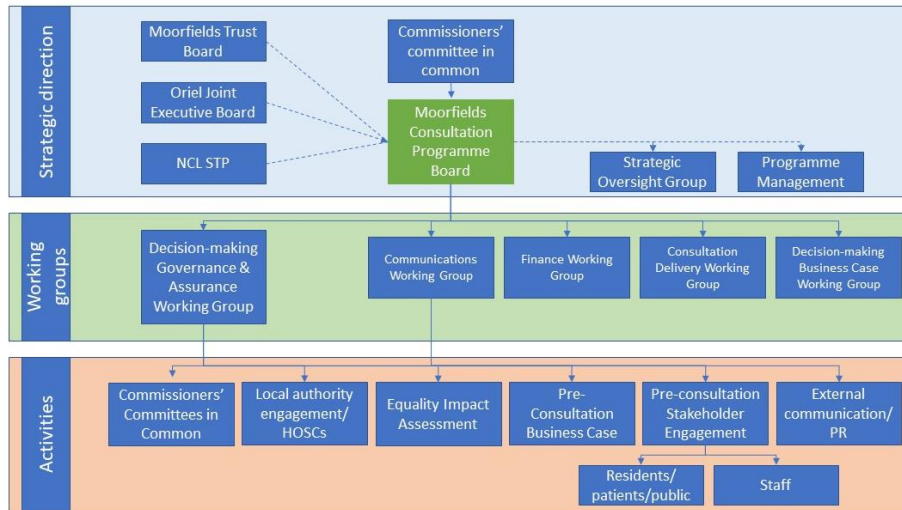 Strategic direction
Moorfields Trust
Board
Commissioners'
committee in
common
Oriel Joint
Executive Board
Moorfields
Consultation
Programme
Board
NCL STP
Strategic
Oversight Group
Programme
Management
Working
groups
Decision-making
Governance &
Assurance
Working Group
Communications
Working Group
Finance Working
Group
Consultation
Delivery Working
Group
Decision-making
Business Case
Working Group
Activities
Commissioners'
Committees in
Common
Local authority
engagement/
HOSCs
Equality Impact
Assessment
Pre-
Consultation
Business Case
Pre-consultation
Stakeholder
Engagement
External
communication/
PR
Residents/
patients/public
Staff